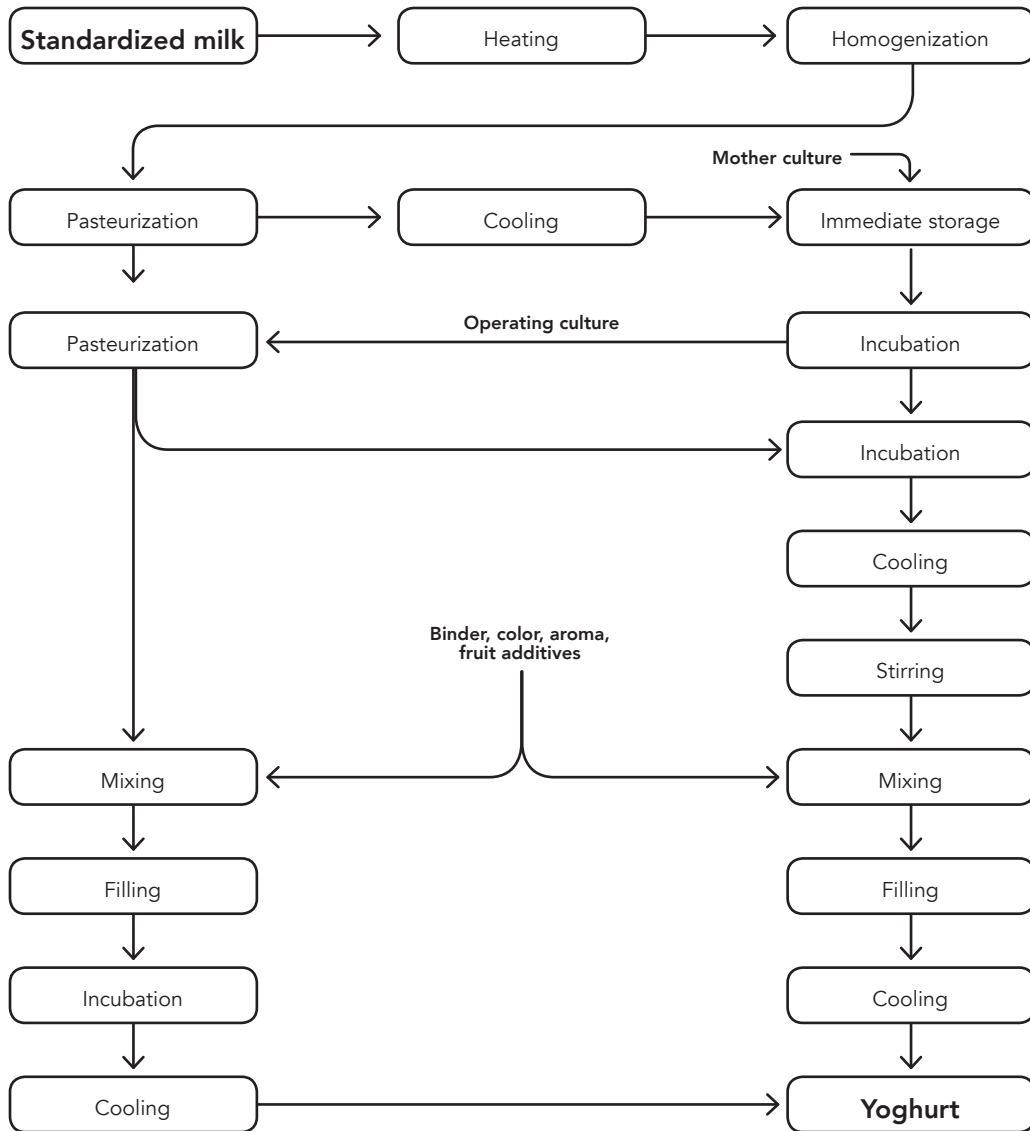 Standardized milk
Heating
Homogenization
Mother culture
Pasteurization
Cooling
Immediate storage
Operating culture
Pasteurization
Incubation
Incubation
Cooling
Binder, color, aroma,
fruit additives
Stirring
Mixing
Mixing
Filling
Filling
Incubation
Cooling
Cooling
Yoghurt